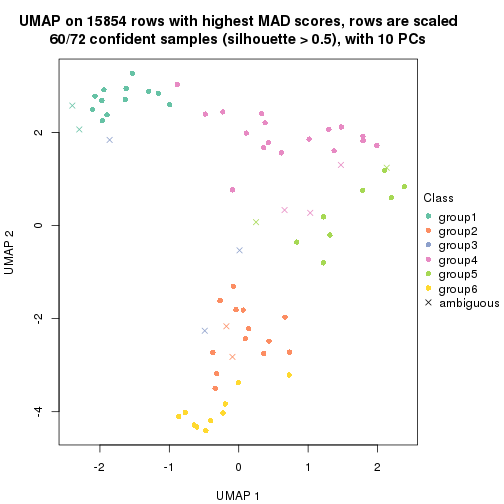 UMAP on 15854 rows with highest MAD scores, rows are scaled
60/72 confident samples (silhouette > 0.5), with 10 PCs
2
0
-2
-4
UMAP 2
-2
-1
0
1
2
UMAP 1
Class
group1
group2
group3
group4
group5
group6
ambiguous